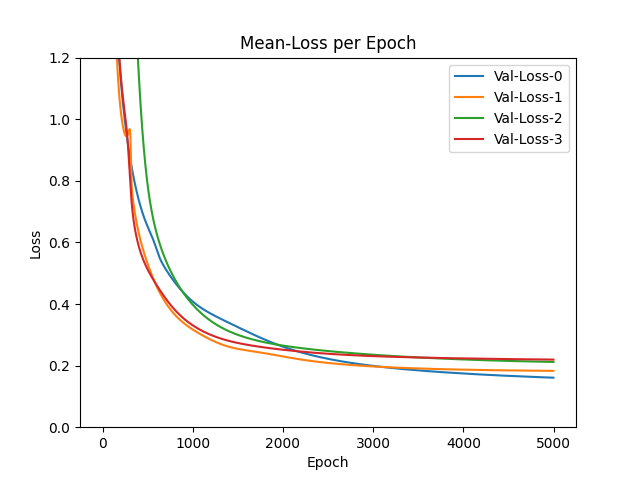 Mean-Loss per Epoch
1.2
1.0
0.8
0.6
0.4
0.2
0.0
Loss
Val-Loss-0
Val-Loss-1
Val-Loss-2
Val-Loss-3
0 1000 2000 3000 4000 5000
Epoch